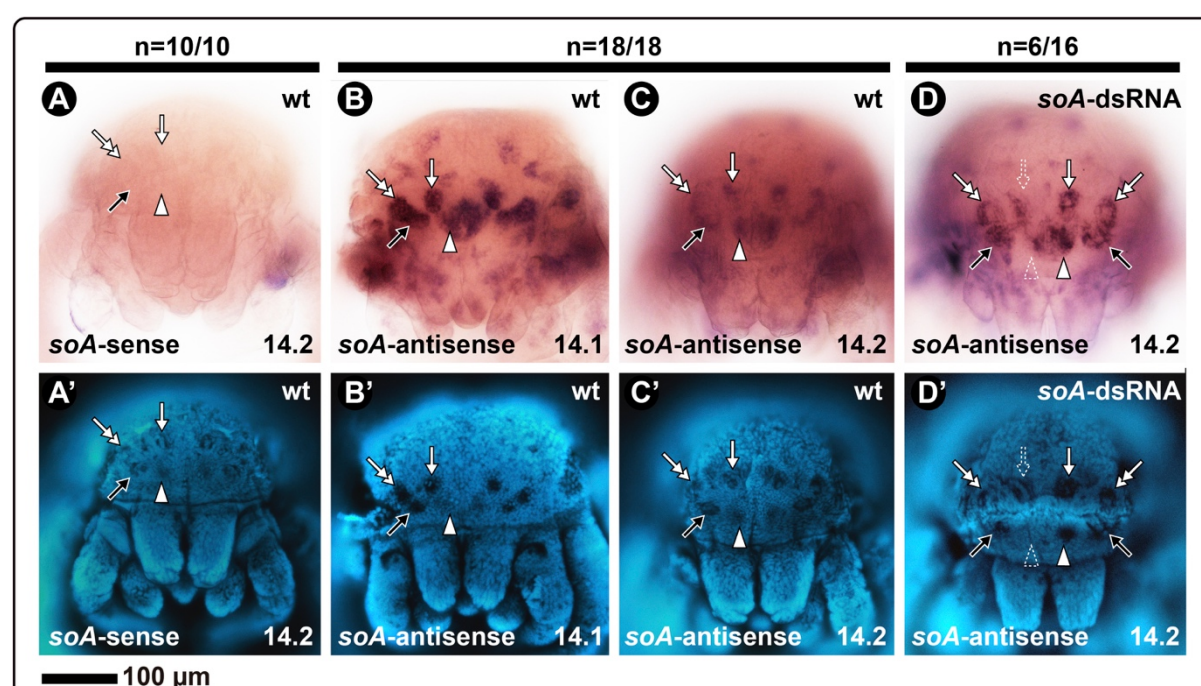 n=10/10 n=18/18 n=6/16
A wt B wt C wt D soA-dsRNA
soA-sense 14.2 soA-antisense 14.1 soA-antisense 14.2 soA-antisense 14.2
A’ wt B’ wt C’ wt D’ soA-dsRNA
soA-sense 14.2 soA-antisense 14.1 soA-antisense 14.2 soA-antisense 14.2
100 µm